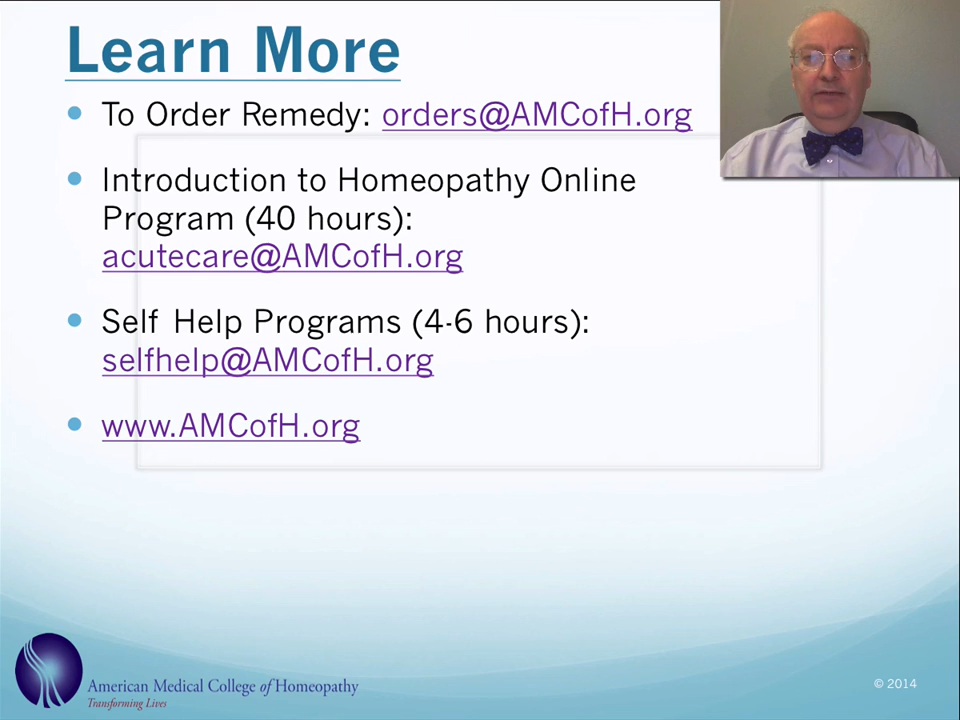 Learn More
• To Order Remedy: orders@AMCofH.org
• Introduction to Homeopathy Online
Program (40 hours):
acutecare@AMCofH.org
• Self Help Programs (4-6 hours):
selfhelp@AMCofH.org
• www.AMCofH.org
American Medical College of Homeopathy
Transforming Lives
© 2014